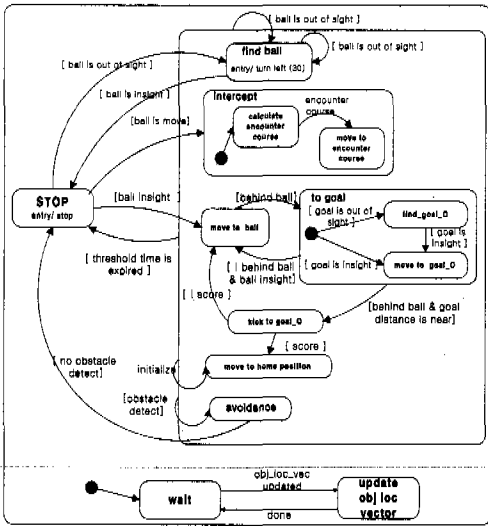 [ ball is out of sight ]
find ball
entry/ turn left (30)
[ ball is out of sight ]
[ ball is out of sight ]
[ ball is insight ]
[ball is move]
intercept
calculate
encounter
course
encounter
course
move to
encounter
course
STOP
entry/ stop
[ball insight ]
[behind ball]
to goal
[ goal is out of
sight ]
find_goal_O
move to ball
[ goal is
insight ]
[ goal is insight ]
move to goal_O
[ threshold time is
expired ]
[ ! behind ball
& ball insight]
[ ! score ]
kick to goal_O
[behind ball & goal
distance is near]
[ score ]
[ no obstacle
detect]
initialize
move to home position
[obstacle
detect]
avoidance
obj_loc_vec
updated
wait
update
obj loc
vector
done